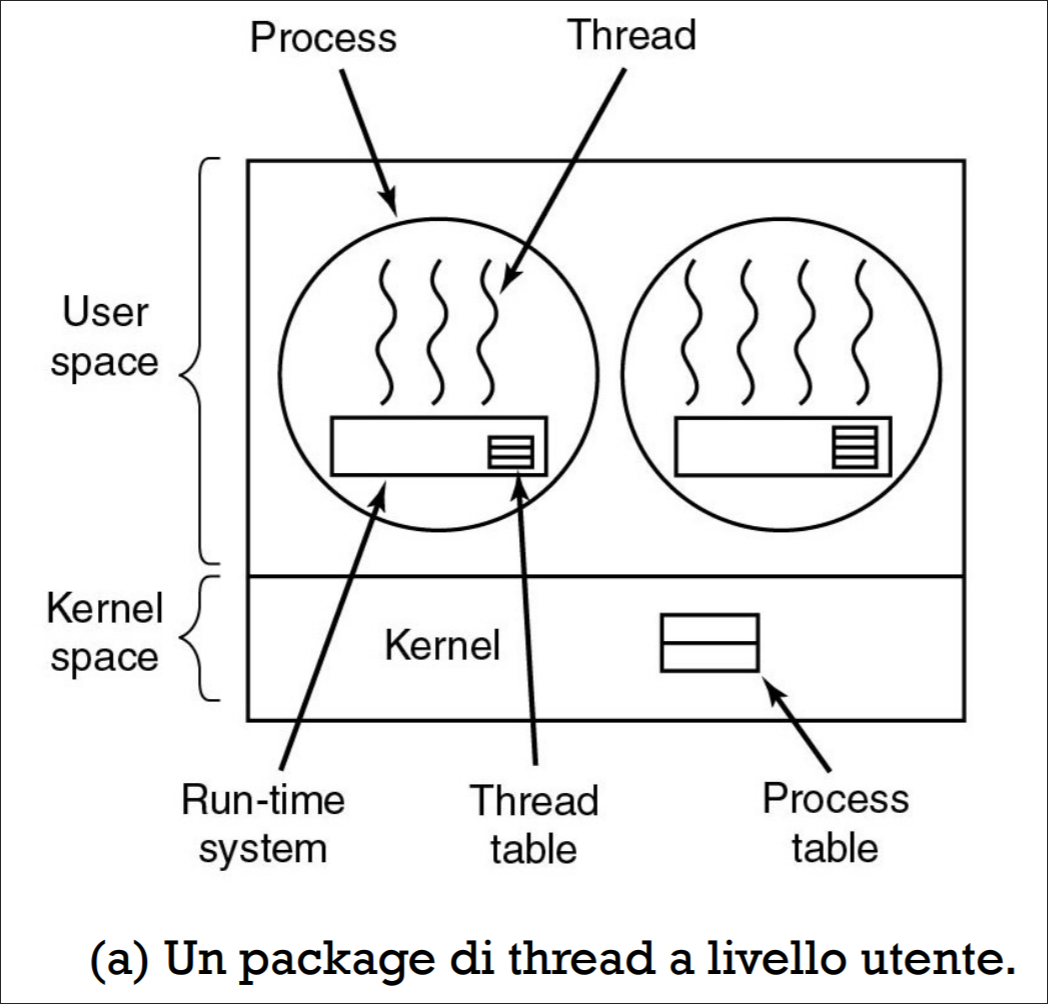 Process
Thread
User
space
Kernel
space
Kernel
Run-time
system
Thread
table
Process
table
(a) Un package di thread a livello utente.